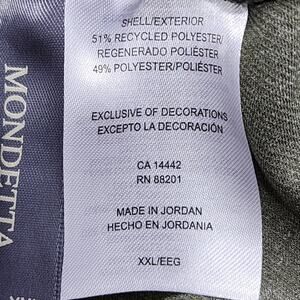 SHELL/EXTERIOR
51% RECYCLED POLYESTER/
REGENERADO POLIÉSTER
49% POLYESTER/POLIÉSTER
EXCLUSIVE OF DECORATIONS
EXCEPTO LA DECORACIÓN
CA 14442
RN 88201
MADE IN JORDAN
HECHO EN JORDANIA
XXL/EEG
MONDETTA